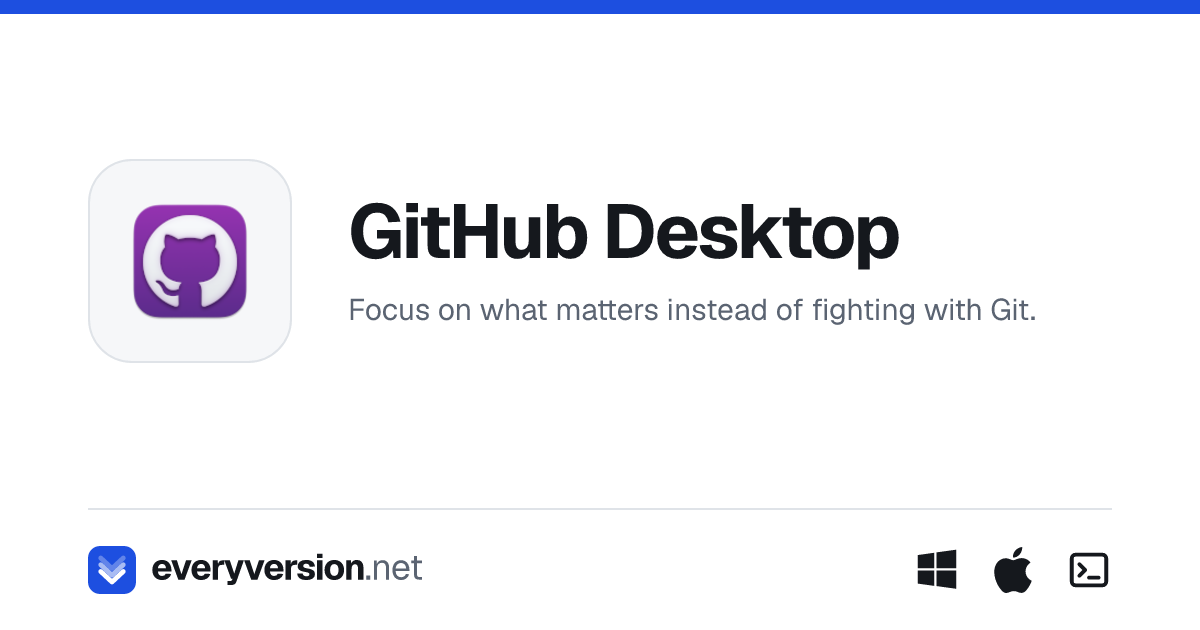 GitHub Desktop
Focus on what matters instead of fighting with Git.
everyversion.net